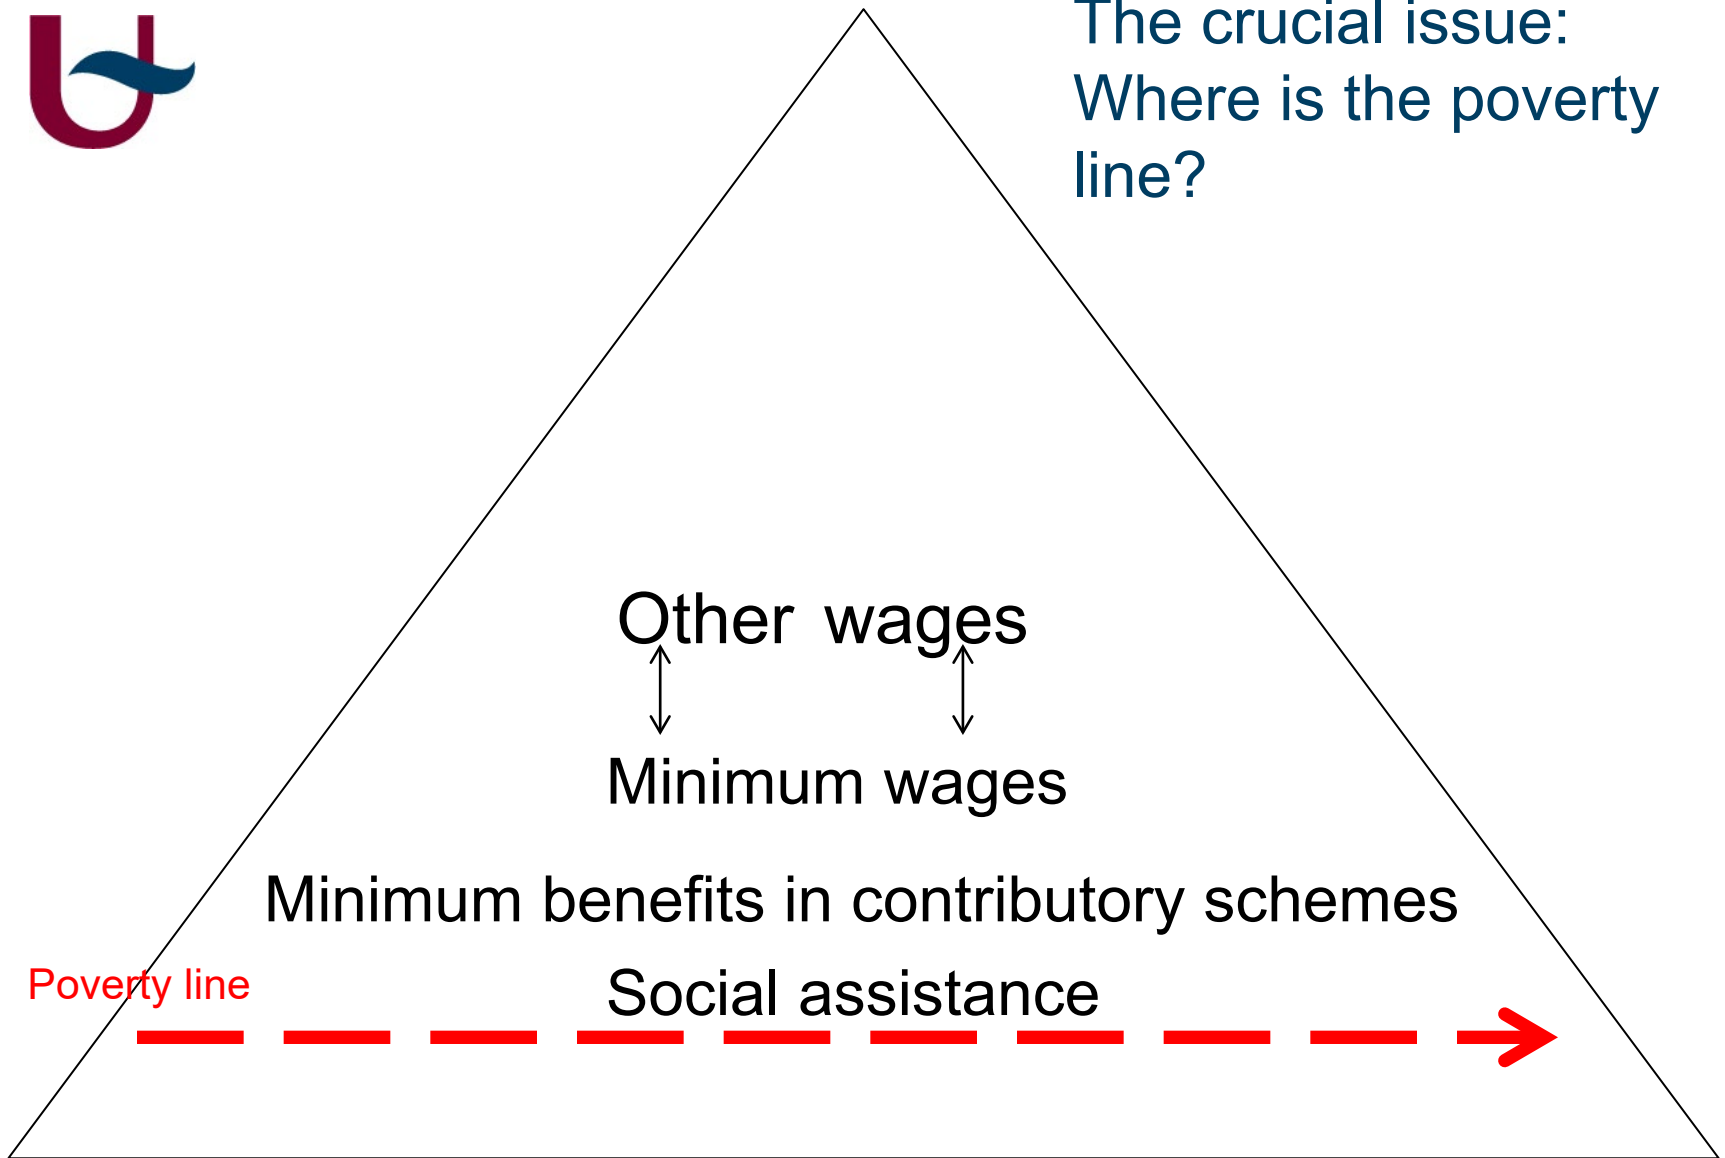 The crucial issue:
Where is the poverty
line?
Other wages
Minimum wages
Minimum benefits in contributory schemes
Poverty line
Social assistance